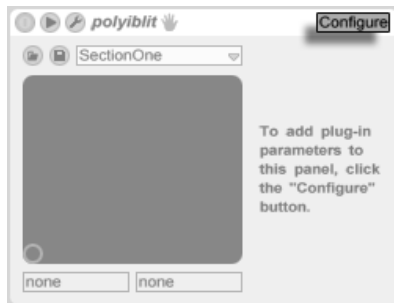 polyiblit
Configure
SectionOne
To add plug-in
parameters to
this panel, click
the "Configure"
button.
none
none